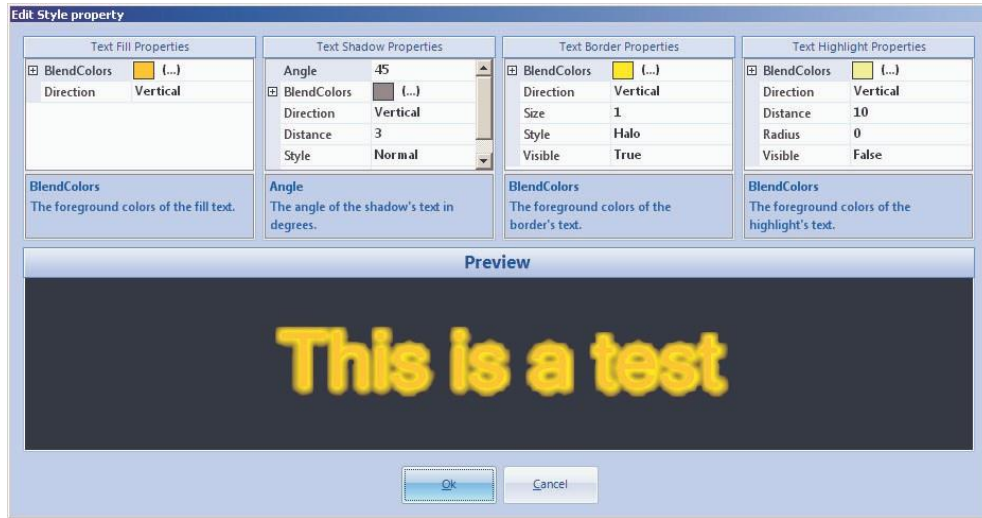 Edit Style property
Text Fill Properties
BlendColors (...)
Direction Vertical
BlendColors
The foreground colors of the fill text.
Text Shadow Properties
Angle 45
BlendColors (...)
Direction Vertical
Distance 3
Style Normal
Angle
The angle of the shadow's text in
degrees.
Text Border Properties
BlendColors (...)
Direction Vertical
Size 1
Style Halo
Visible True
BlendColors
The foreground colors of the
border's text.
Text Highlight Properties
BlendColors (...)
Direction Vertical
Distance 10
Radius 0
Visible False
BlendColors
The foreground colors of the
highlight's text.
Preview
This is a test
Ok
Cancel